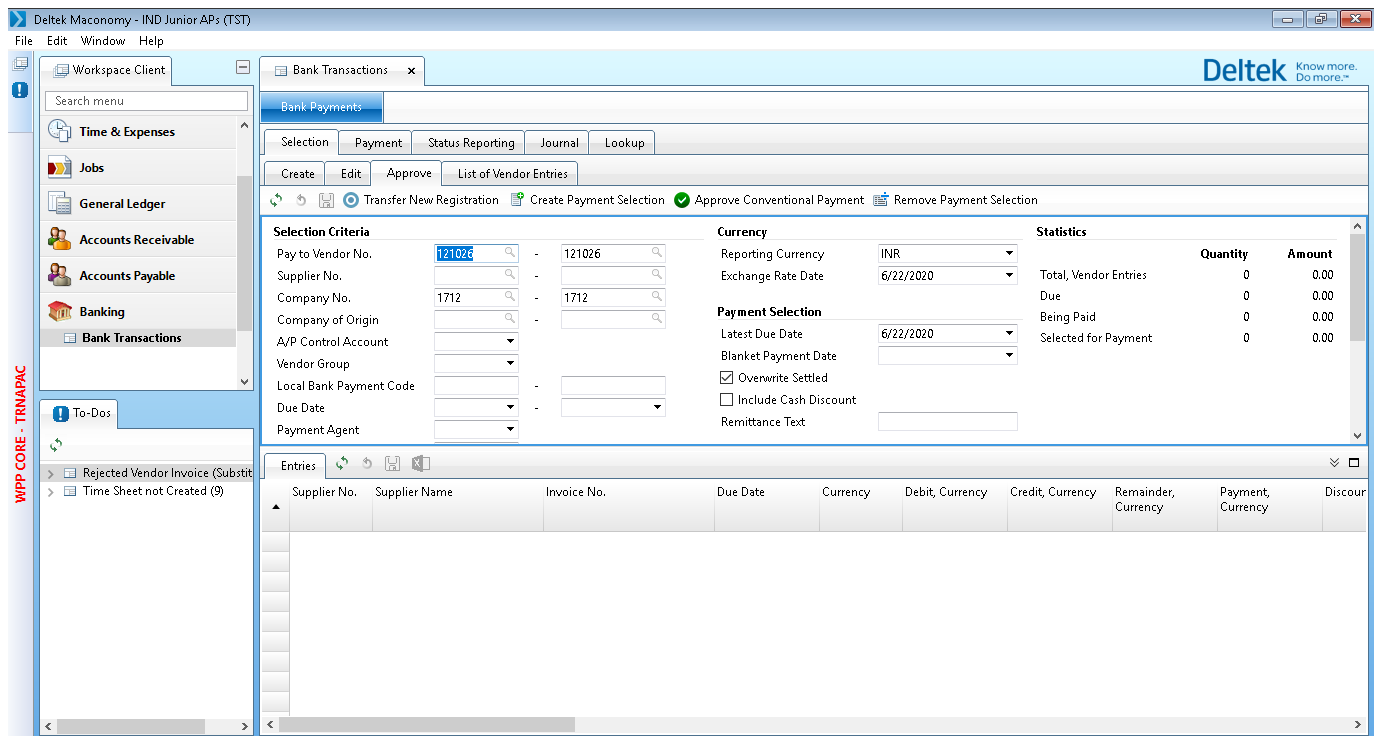 Deltek Maconomy - IND Junior APs (TST)
File Edit Window Help
Workspace Client
Bank Transactions x
Deltek Know more. Do more.™
Search menu
Bank Payments
Time & Expenses
Jobs
General Ledger
Accounts Receivable
Accounts Payable
Banking
Bank Transactions
Selection Payment Status Reporting Journal Lookup
Create Edit Approve List of Vendor Entries
Transfer New Registration Create Payment Selection Approve Conventional Payment Remove Payment Selection
Selection Criteria
Pay to Vendor No. 121026 - 121026
Supplier No. -
Company No. 1712 - 1712
Company of Origin -
A/P Control Account
Vendor Group
Local Bank Payment Code -
Due Date -
Payment Agent
Currency
Reporting Currency INR
Exchange Rate Date 6/22/2020
Payment Selection
Latest Due Date 6/22/2020
Blanket Payment Date
Overwrite Settled
Include Cash Discount
Remittance Text
Statistics
Quantity Amount
Total, Vendor Entries 0 0.00
Due 0 0.00
Being Paid 0 0.00
Selected for Payment 0 0.00
WPP CORE - TRNAPAC
To-Dos
Rejected Vendor Invoice (Substit
Time Sheet not Created (9)
Entries
Supplier No. Supplier Name Invoice No. Due Date Currency Debit, Currency Credit, Currency Remainder, Currency Payment, Currency Discour